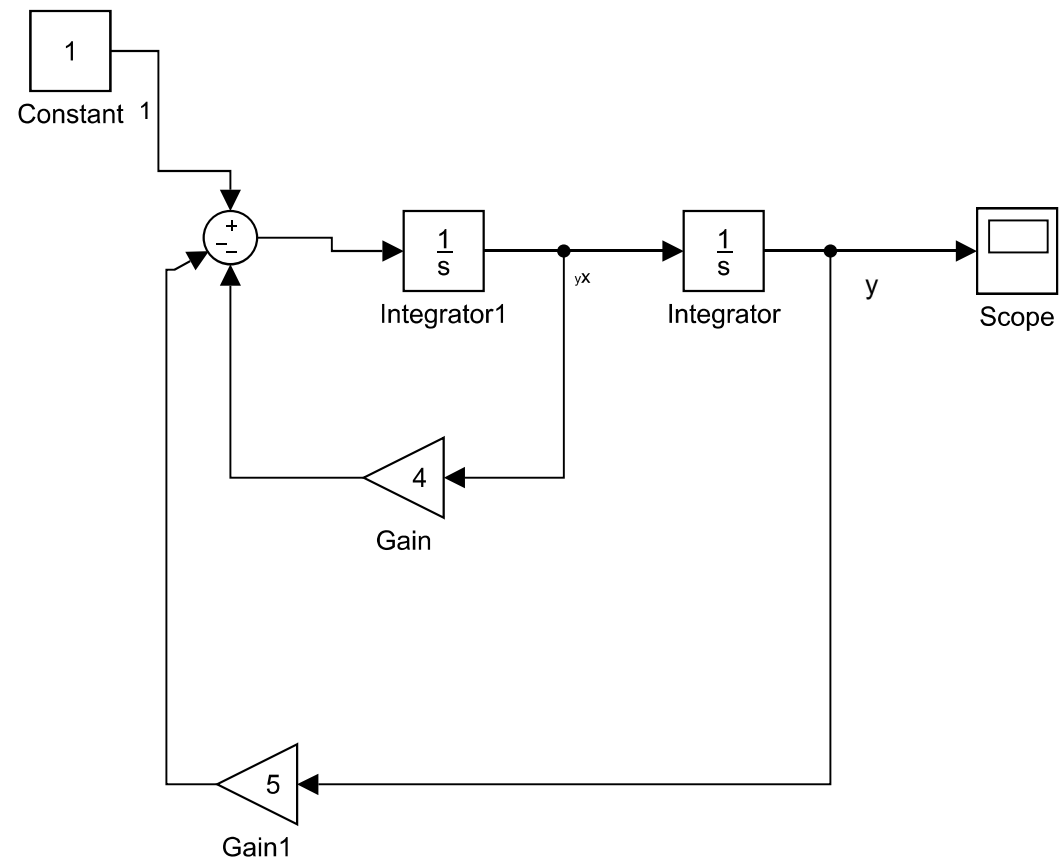 1
Constant 1
+
−
−
1
s
Integrator1
yx
1
s
Integrator
y
Scope
4
Gain
5
Gain1